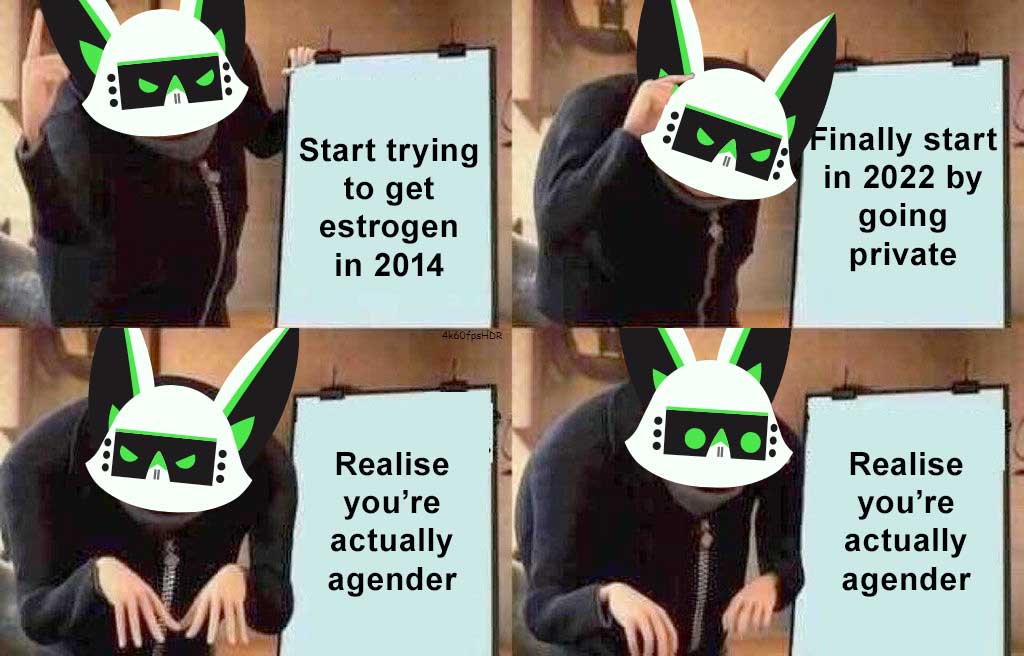 Start trying
to get
estrogen
in 2014
Finally start
in 2022 by
going
private
4k60fpsHDR
Realise
you're
actually
agender
Realise
you're
actually
agender